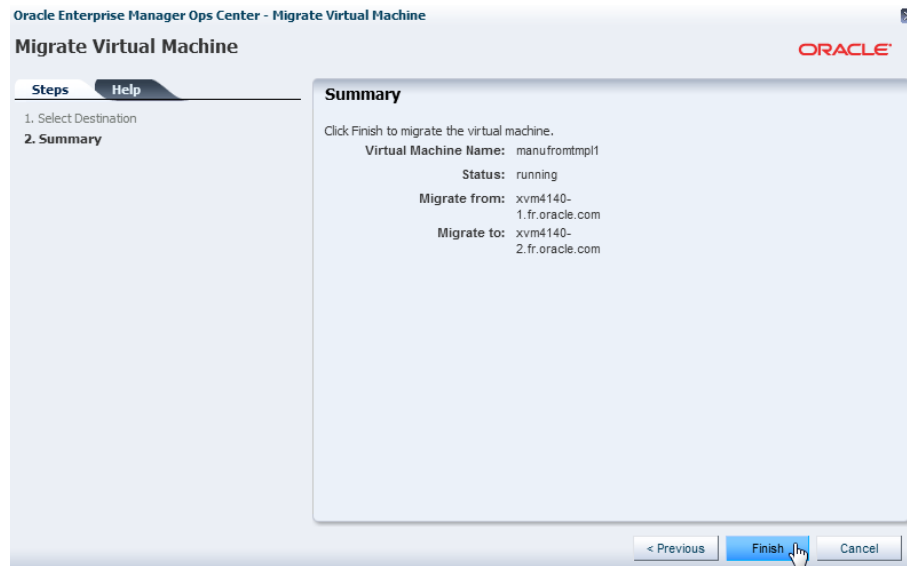 Oracle Enterprise Manager Ops Center - Migrate Virtual Machine
Migrate Virtual Machine
ORACLE
Steps
Help
1. Select Destination
2. Summary
Summary
Click Finish to migrate the virtual machine.
Virtual Machine Name: manufromtmpl1
Status: running
Migrate from: xvm4140-
1.fr.oracle.com
Migrate to: xvm4140-
2.fr.oracle.com
< Previous
Finish
Cancel